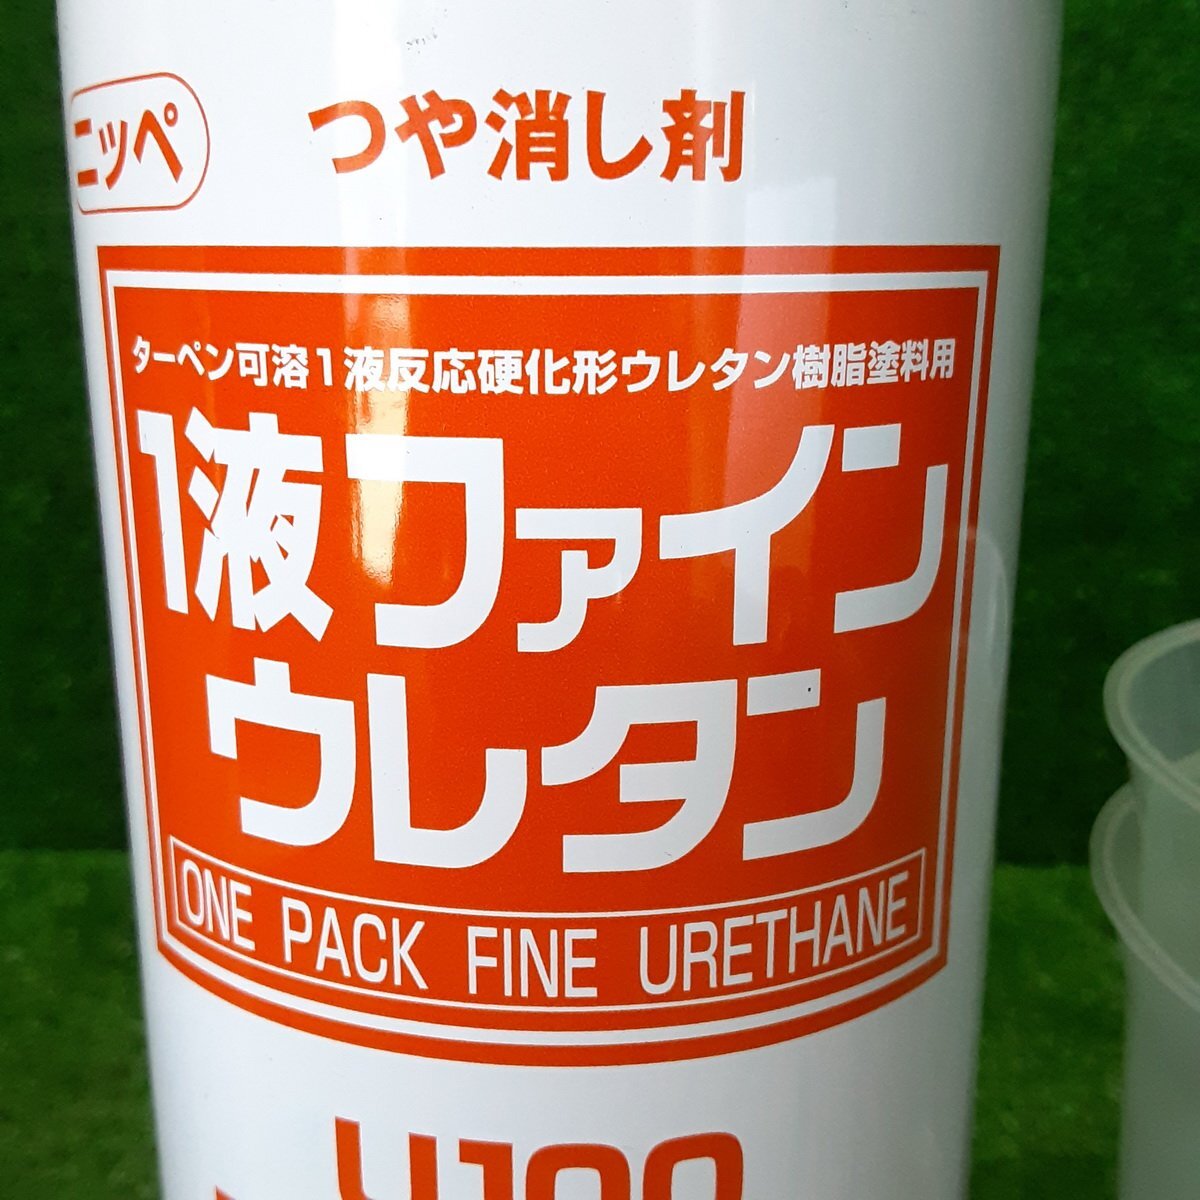 ニッペ
つや消し剤
ターペン可溶1液反応硬化形ウレタン樹脂塗料用
1液ファイン
ウレタン
ONE PACK FINE URETHANE
U100